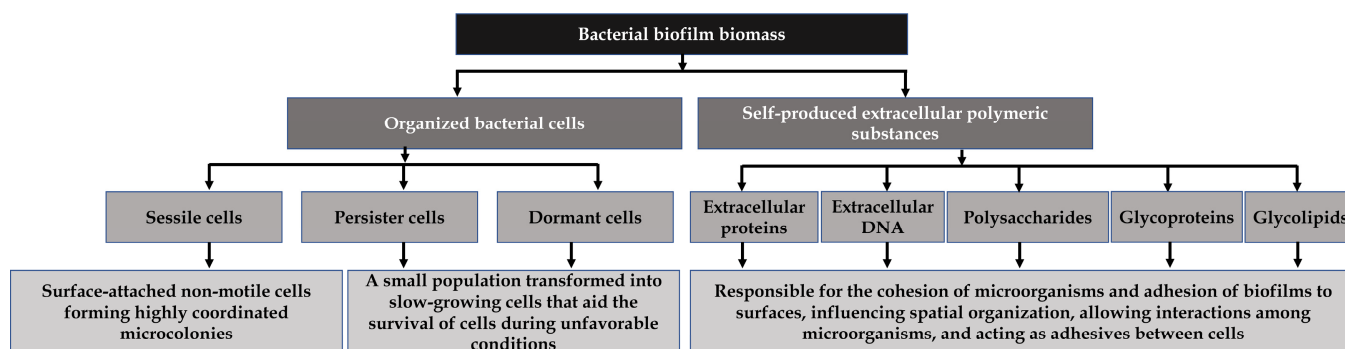 Bacterial biofilm biomass
Organized bacterial cells
Self-produced extracellular polymeric
substances
Sessile cells
Persister cells
Dormant cells
Extracellular
proteins
Extracellular
DNA
Polysaccharides
Glycoproteins
Glycolipids
Surface-attached non-motile cells
forming highly coordinated
microcolonies
A small population transformed into
slow-growing cells that aid the
survival of cells during unfavorable
conditions
Responsible for the cohesion of microorganisms and adhesion of biofilms to
surfaces, influencing spatial organization, allowing interactions among
microorganisms, and acting as adhesives between cells